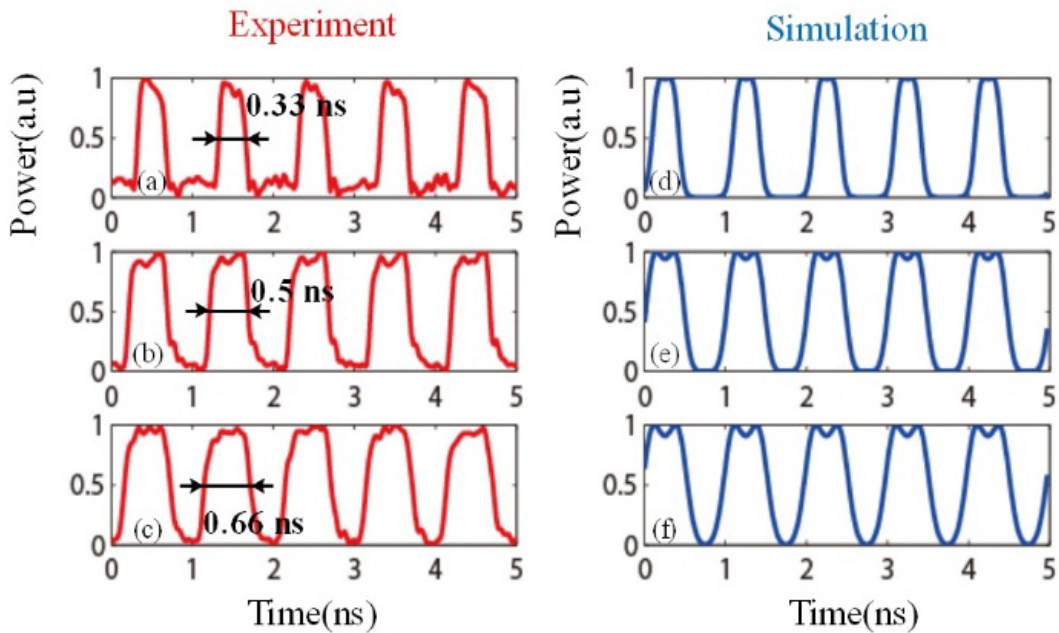 Experiment
Simulation
Power(a.u)
1
0.5
0
(a)
0.33 ns
0 1 2 3 4 5
1
0.5
0
(b)
0.5 ns
0 1 2 3 4 5
1
0.5
0
(c)
0.66 ns
0 1 2 3 4 5
Time(ns)
Power(a.u)
1
0.5
0
(d)
0 1 2 3 4 5
1
0.5
0
(e)
0 1 2 3 4 5
1
0.5
0
(f)
0 1 2 3 4 5
Time(ns)